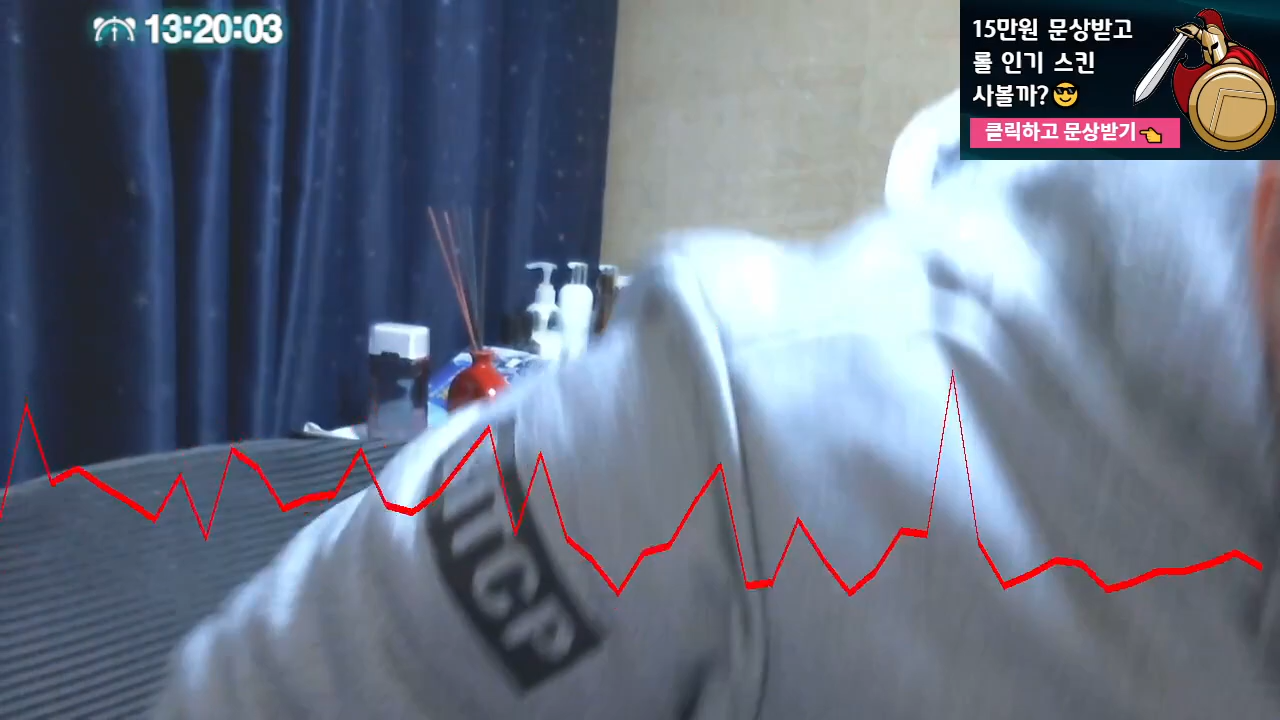 13:20:03
15만원 문상받고
롤 인기 스킨
사볼까?😎
클릭하고 문상받기👈